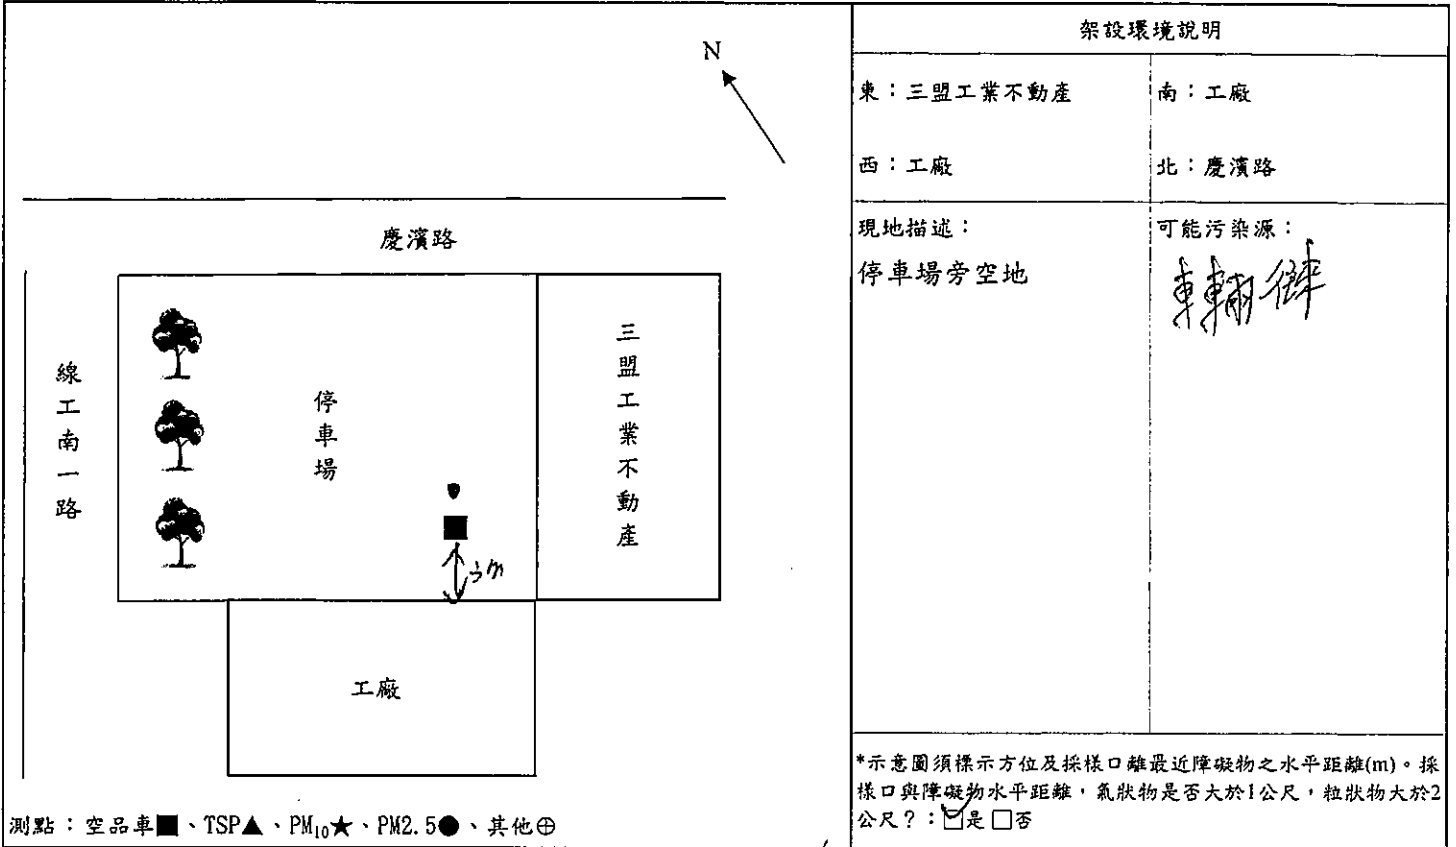 N
慶濱路
線工南一路
停車場
三盟工業不動產
3m
工廠
測點：空品車■、TSP▲、PM10★、PM2.5●、其他⊕
架設環境說明
東：三盟工業不動產
南：工廠
西：工廠
北：慶濱路
現地描述：
停車場旁空地
可能污染源：
車輛
*示意圖須標示方位及採樣口離最近障礙物之水平距離(m)。採
樣口與障礙物水平距離，氣狀物是否大於1公尺，粒狀物大於2
公尺？：☑是 □否